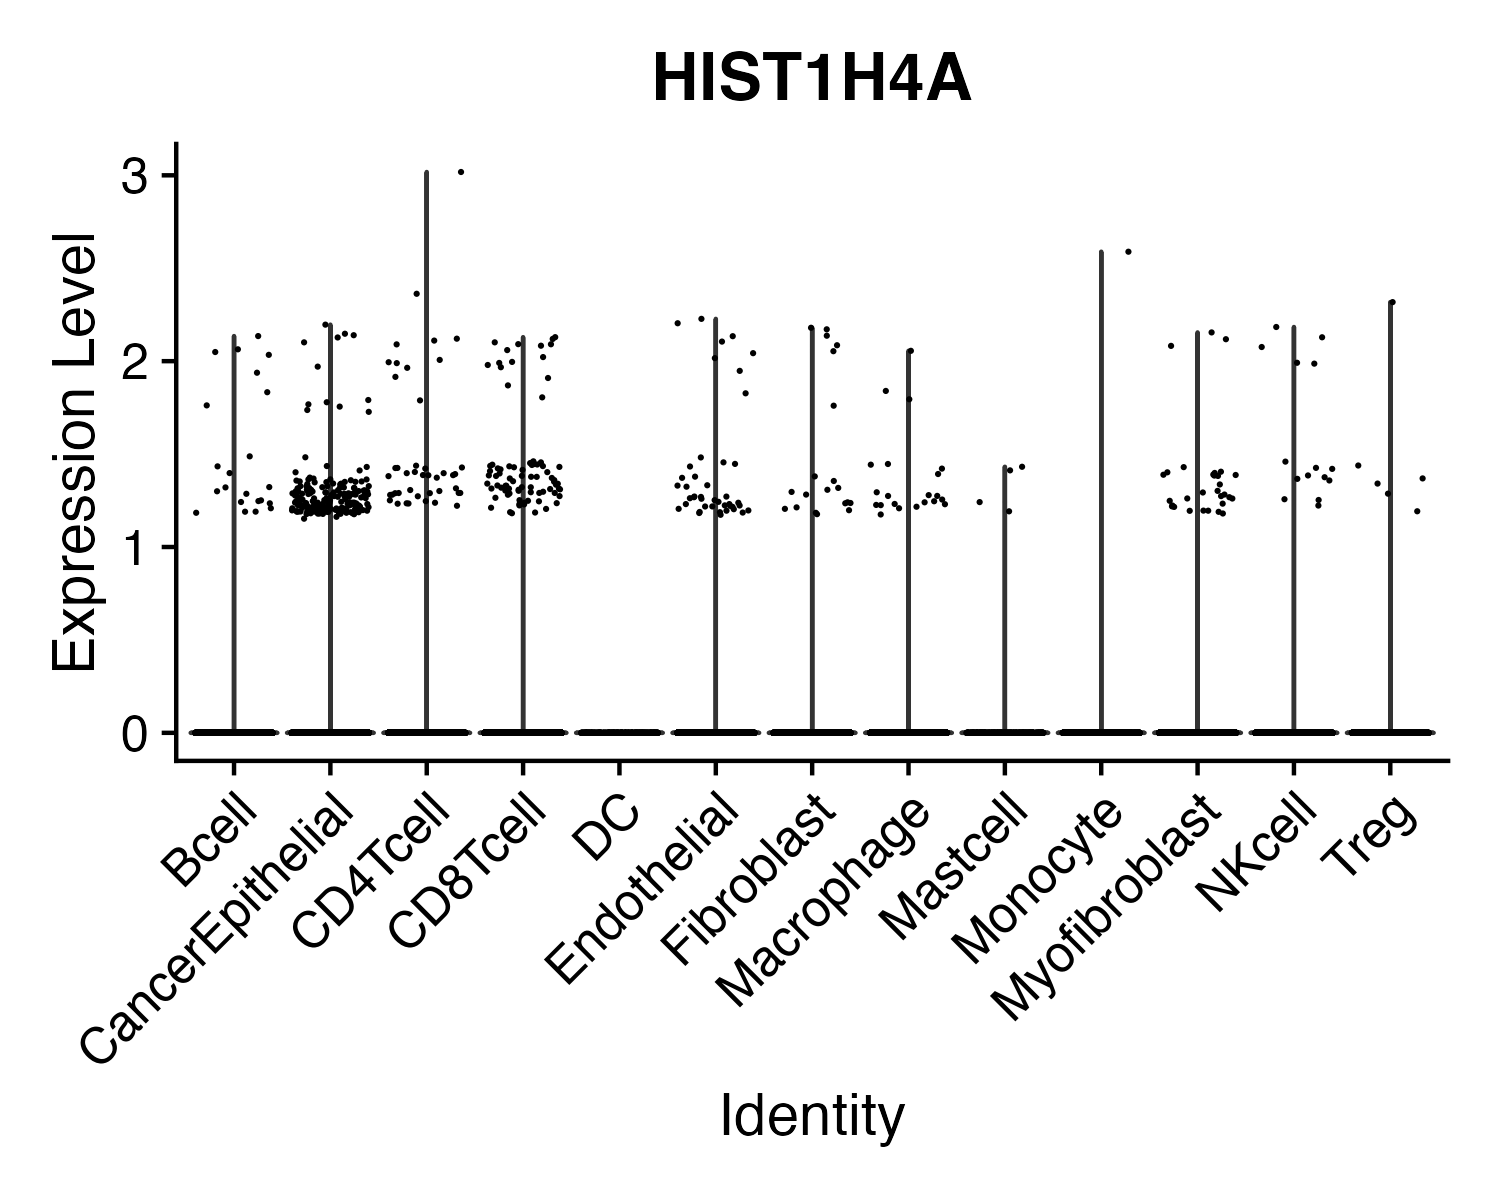 HIST1H4A
Expression Level
3
2
1
0
Bcell
CancerEpithelial
CD4Tcell
CD8Tcell
DC
Endothelial
Fibroblast
Macrophage
Mastcell
Monocyte
Myofibroblast
NKcell
Treg
Identity